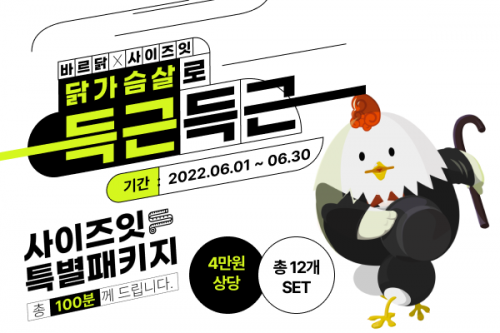 바르닭 × 사이즈잇
닭가슴살로
득근득근
기간 : 2022.06.01 ~ 06.30
사이즈잇
특별패키지
총 100분께 드립니다.
4만원
상당
총 12개
SET